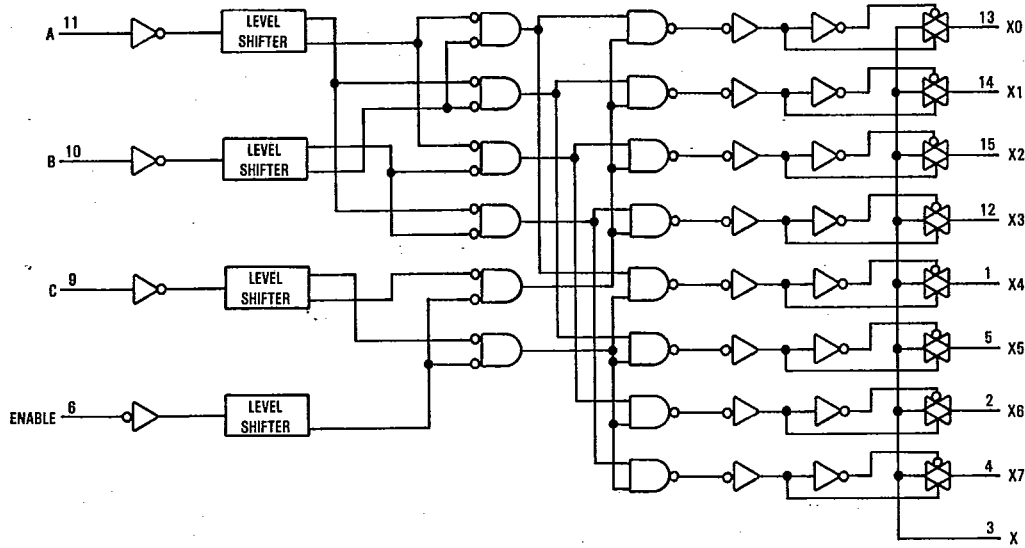 A 11 LEVEL SHIFTER 13 X0
14 X1
B 10 LEVEL SHIFTER 15 X2
12 X3
C 9 LEVEL SHIFTER 1 X4
5 X5
ENABLE 6 LEVEL SHIFTER 2 X6
4 X7
3 X